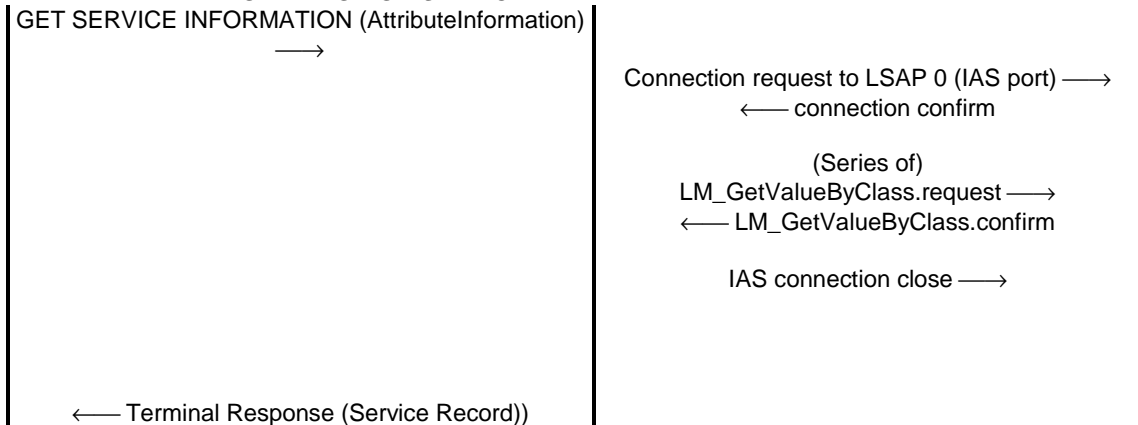 GET SERVICE INFORMATION (AttributeInformation)
⟶
Connection request to LSAP 0 (IAS port) ⟶
⟵ connection confirm
(Series of)
LM_GetValueByClass.request ⟶
⟵ LM_GetValueByClass.confirm
IAS connection close ⟶
⟵ Terminal Response (Service Record))